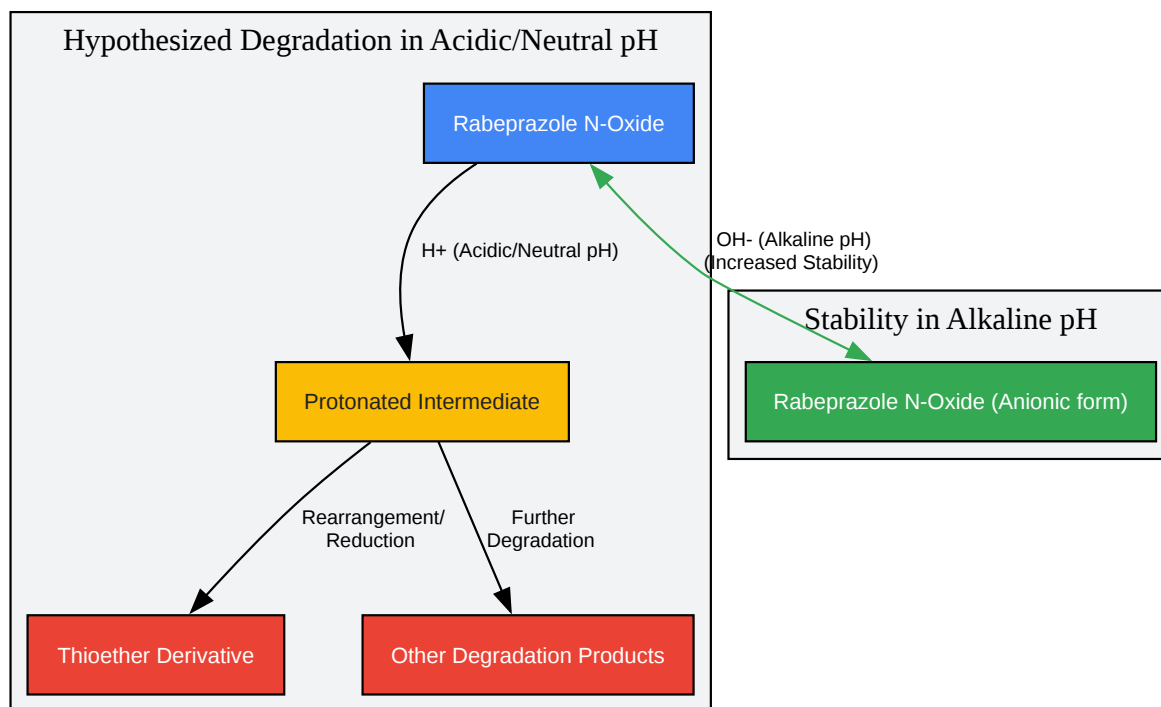 Hypothesized Degradation in Acidic/Neutral pH
Rabeprazole N-Oxide
H+ (Acidic/Neutral pH)
OH- (Alkaline pH)
(Increased Stability)
Stability in Alkaline pH
Protonated Intermediate
Rabeprazole N-Oxide (Anionic form)
Rearrangement/
Reduction
Further
Degradation
Thioether Derivative
Other Degradation Products